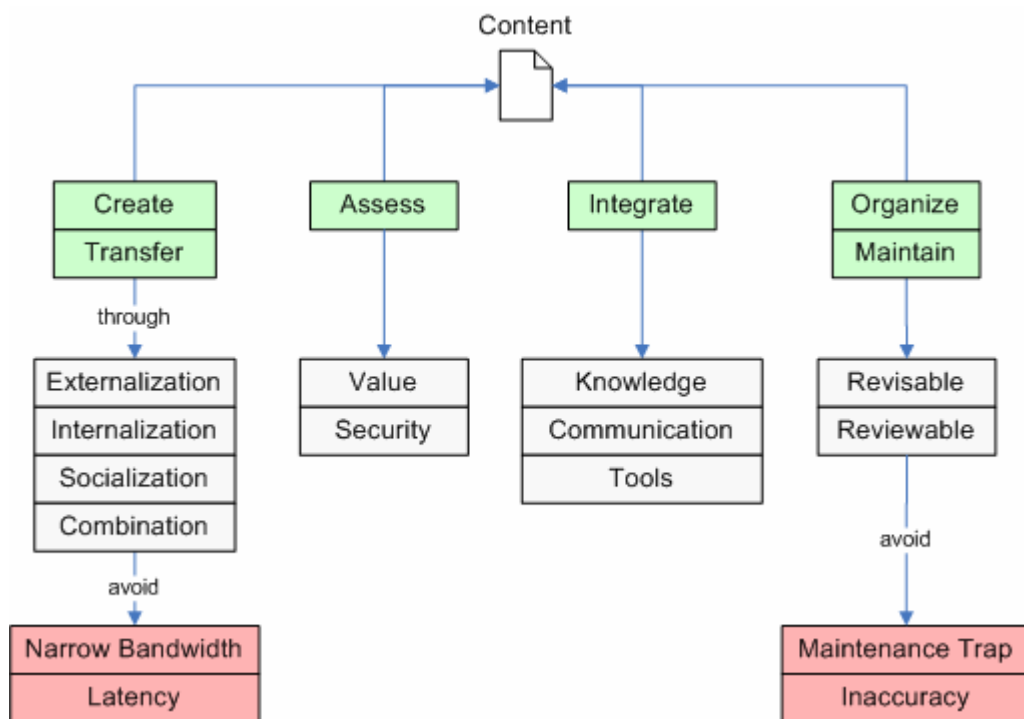 Content
Create
Transfer
through
Externalization
Internalization
Socialization
Combination
avoid
Narrow Bandwidth
Latency
Assess
Value
Security
Integrate
Knowledge
Communication
Tools
Organize
Maintain
Revisable
Reviewable
avoid
Maintenance Trap
Inaccuracy